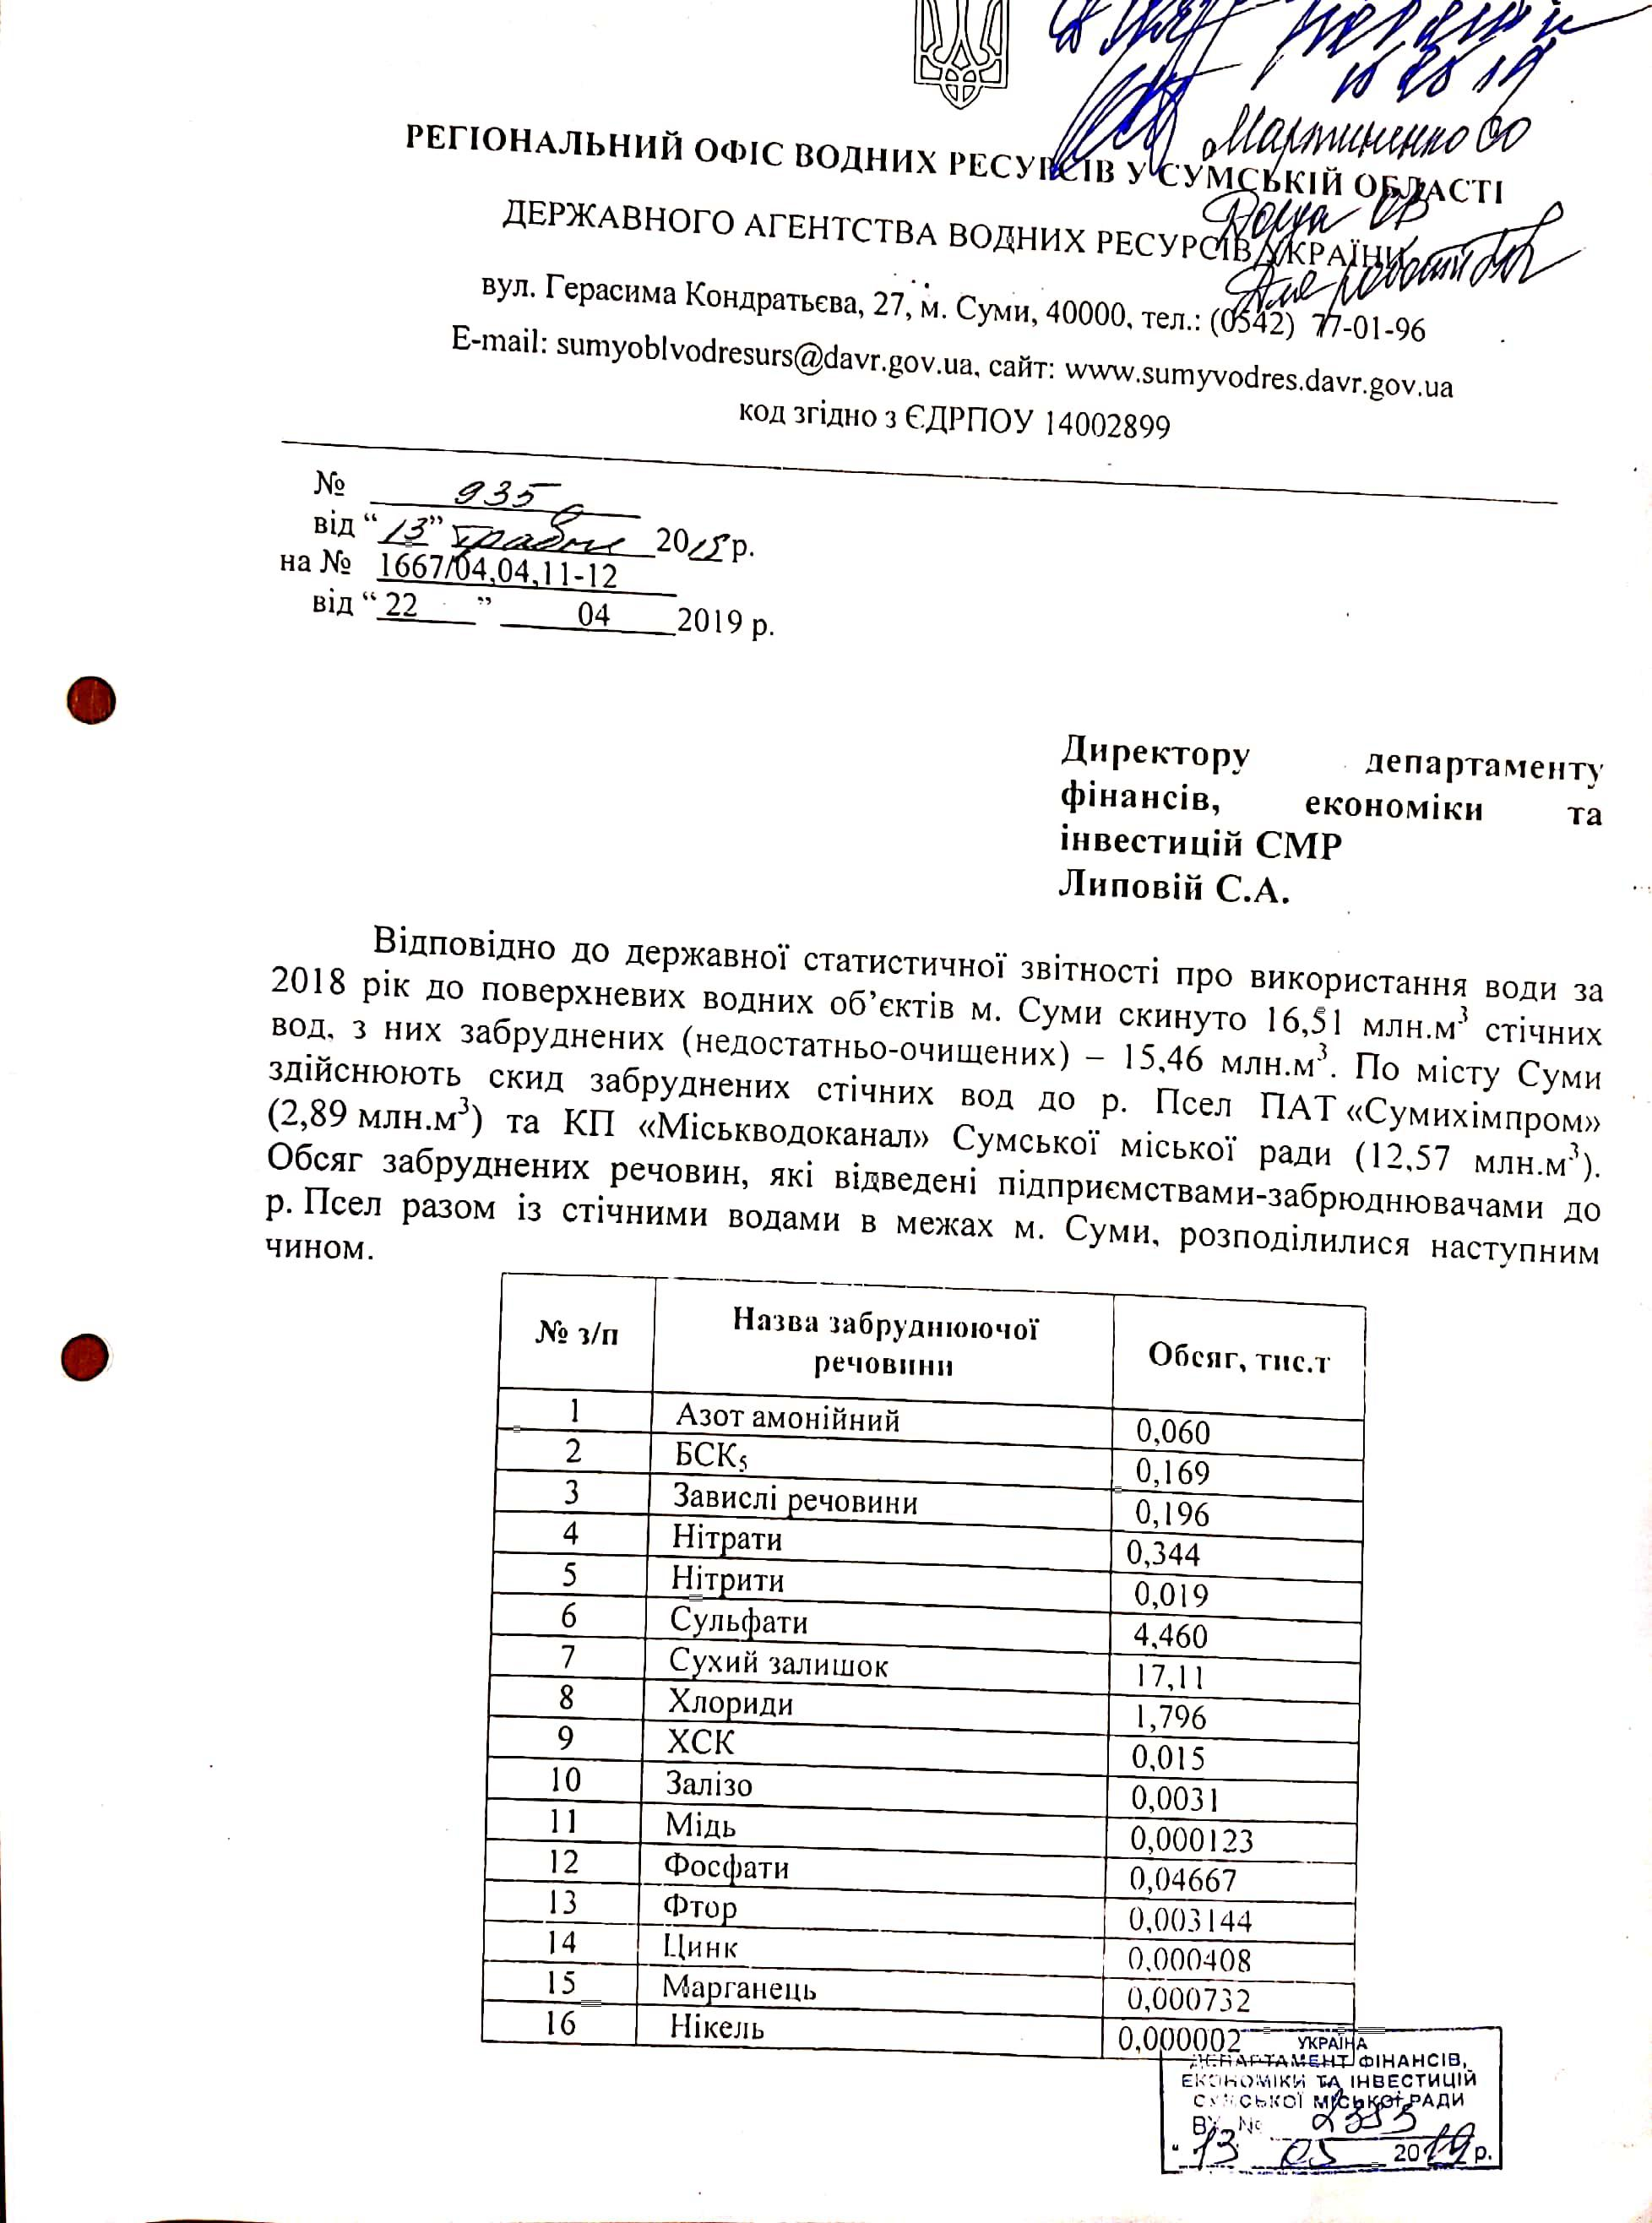 Мартиненко ОО
РЕГІОНАЛЬНИЙ ОФІС ВОДНИХ РЕСУРСІВ У СУМСЬКІЙ ОБЛАСТІ
ДЕРЖАВНОГО АГЕНТСТВА ВОДНИХ РЕСУРСІВ УКРАЇНИ
вул. Герасима Кондратьєва, 27, м. Суми, 40000, тел.: (0542) 77-01-96
E-mail: sumyoblvodresurs@davr.gov.ua, сайт: www.sumyvodres.davr.gov.ua
код згідно з ЄДРПОУ 14002899
№ 935
від “13” травня 2019 р.
на № 1667/04,04,11-12
від “ 22 ” 04 2019 р.
Директору департаменту
фінансів, економіки та
інвестицій СМР
Липовій С.А.
Відповідно до державної статистичної звітності про використання води за
2018 рік до поверхневих водних об’єктів м. Суми скинуто 16,51 млн.м³ стічних
вод, з них забруднених (недостатньо-очищених) – 15,46 млн.м³. По місту Суми
здійснюють скид забруднених стічних вод до р. Псел ПАТ «Сумихімпром»
(2,89 млн.м³) та КП «Міськводоканал» Сумської міської ради (12,57 млн.м³).
Обсяг забруднених речовин, які відведені підприємствами-забрюднювачами до
р. Псел разом із стічними водами в межах м. Суми, розподілилися наступним
чином.
№ з/п Назва забруднюючої речовини Обсяг, тис.т
1 Азот амонійний 0,060
2 БСК₅ 0,169
3 Завислі речовини 0,196
4 Нітрати 0,344
5 Нітрити 0,019
6 Сульфати 4,460
7 Сухий залишок 17,11
8 Хлориди 1,796
9 ХСК 0,015
10 Залізо 0,0031
11 Мідь 0,000123
12 Фосфати 0,04667
13 Фтор 0,003144
14 Цинк 0,000408
15 Марганець 0,000732
16 Нікель 0,000002
УКРАЇНА
ДЕПАРТАМЕНТ ФІНАНСІВ,
ЕКОНОМІКИ ТА ІНВЕСТИЦІЙ
СУМСЬКОЇ МІСЬКОЇ РАДИ
ВХ. №
“ 13 05 2019 р.